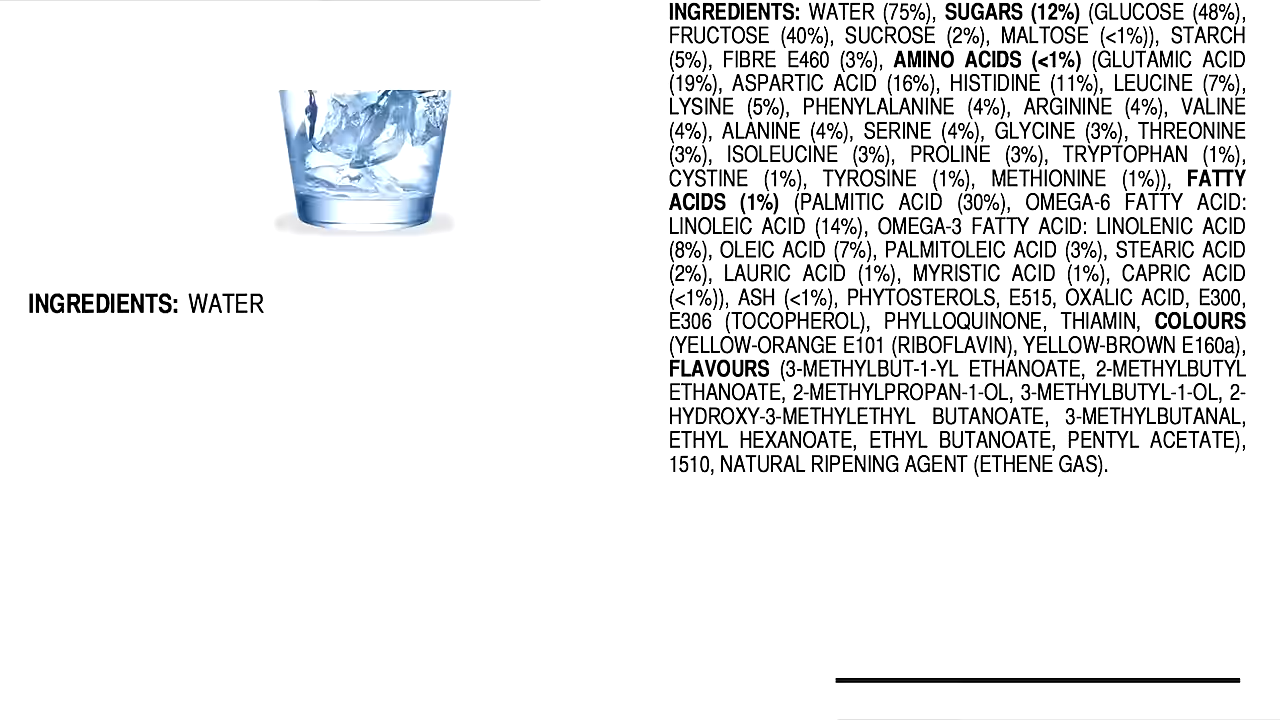 INGREDIENTS: WATER
INGREDIENTS: WATER (75%), SUGARS (12%) (GLUCOSE (48%),
FRUCTOSE (40%), SUCROSE (2%), MALTOSE (<1%)), STARCH
(5%), FIBRE E460 (3%), AMINO ACIDS (<1%) (GLUTAMIC ACID
(19%), ASPARTIC ACID (16%), HISTIDINE (11%), LEUCINE (7%),
LYSINE (5%), PHENYLALANINE (4%), ARGININE (4%), VALINE
(4%), ALANINE (4%), SERINE (4%), GLYCINE (3%), THREONINE
(3%), ISOLEUCINE (3%), PROLINE (3%), TRYPTOPHAN (1%),
CYSTINE (1%), TYROSINE (1%), METHIONINE (1%)), FATTY
ACIDS (1%) (PALMITIC ACID (30%), OMEGA-6 FATTY ACID:
LINOLEIC ACID (14%), OMEGA-3 FATTY ACID: LINOLENIC ACID
(8%), OLEIC ACID (7%), PALMITOLEIC ACID (3%), STEARIC ACID
(2%), LAURIC ACID (1%), MYRISTIC ACID (1%), CAPRIC ACID
(<1%)), ASH (<1%), PHYTOSTEROLS, E515, OXALIC ACID, E300,
E306 (TOCOPHEROL), PHYLLOQUINONE, THIAMIN, COLOURS
(YELLOW-ORANGE E101 (RIBOFLAVIN), YELLOW-BROWN E160a),
FLAVOURS (3-METHYLBUT-1-YL ETHANOATE, 2-METHYLBUTYL
ETHANOATE, 2-METHYLPROPAN-1-OL, 3-METHYLBUTYL-1-OL, 2-
HYDROXY-3-METHYLETHYL BUTANOATE, 3-METHYLBUTANAL,
ETHYL HEXANOATE, ETHYL BUTANOATE, PENTYL ACETATE),
1510, NATURAL RIPENING AGENT (ETHENE GAS).